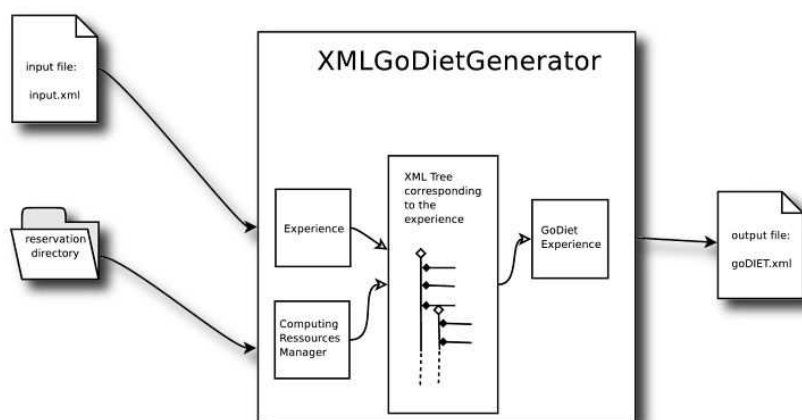 input file:
input.xml
XMLGoDietGenerator
reservation
directory
Experience
Computing
Ressources
Manager
XML Tree
corresponding
to the
experience
GoDiet
Experience
output file:
goDIET.xml